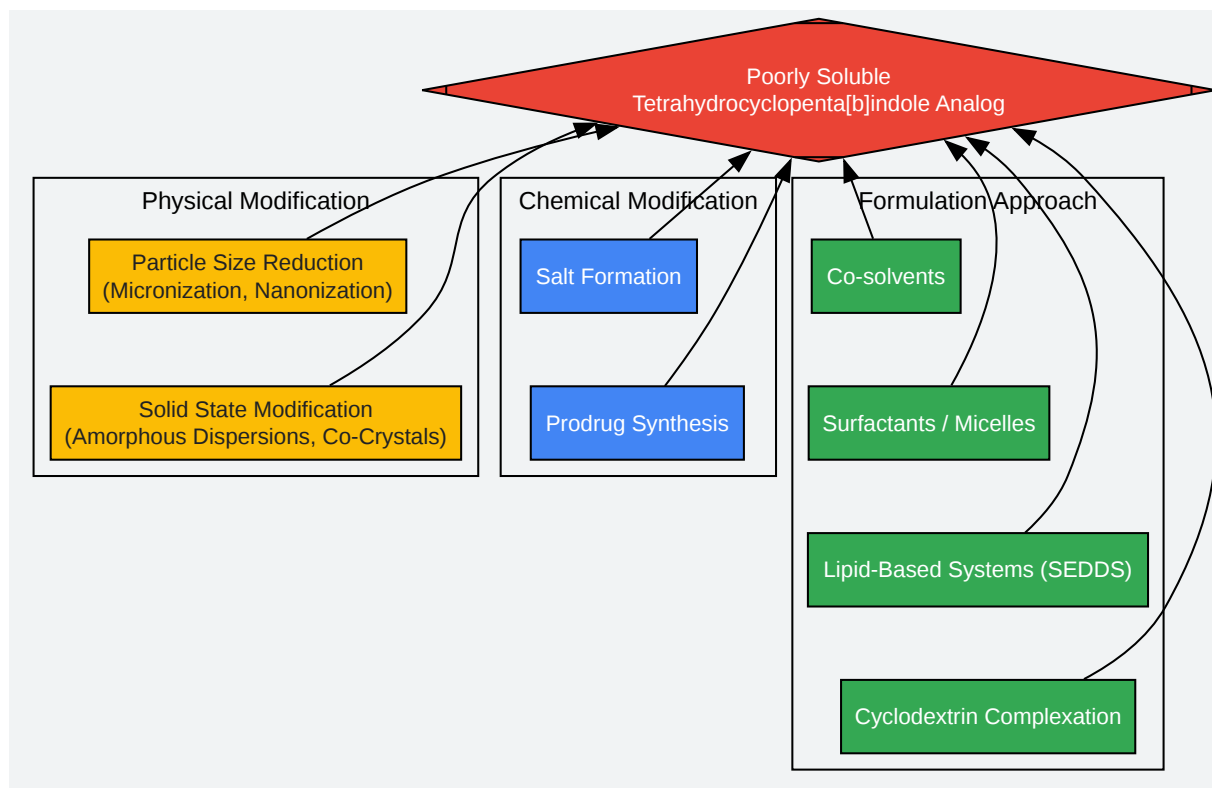 Poorly Soluble
Tetrahydrocyclopenta[b]indole Analog
Physical Modification
Particle Size Reduction
(Micronization, Nanonization)
Solid State Modification
(Amorphous Dispersions, Co-Crystals)
Chemical Modification
Salt Formation
Prodrug Synthesis
Formulation Approach
Co-solvents
Surfactants / Micelles
Lipid-Based Systems (SEDDS)
Cyclodextrin Complexation